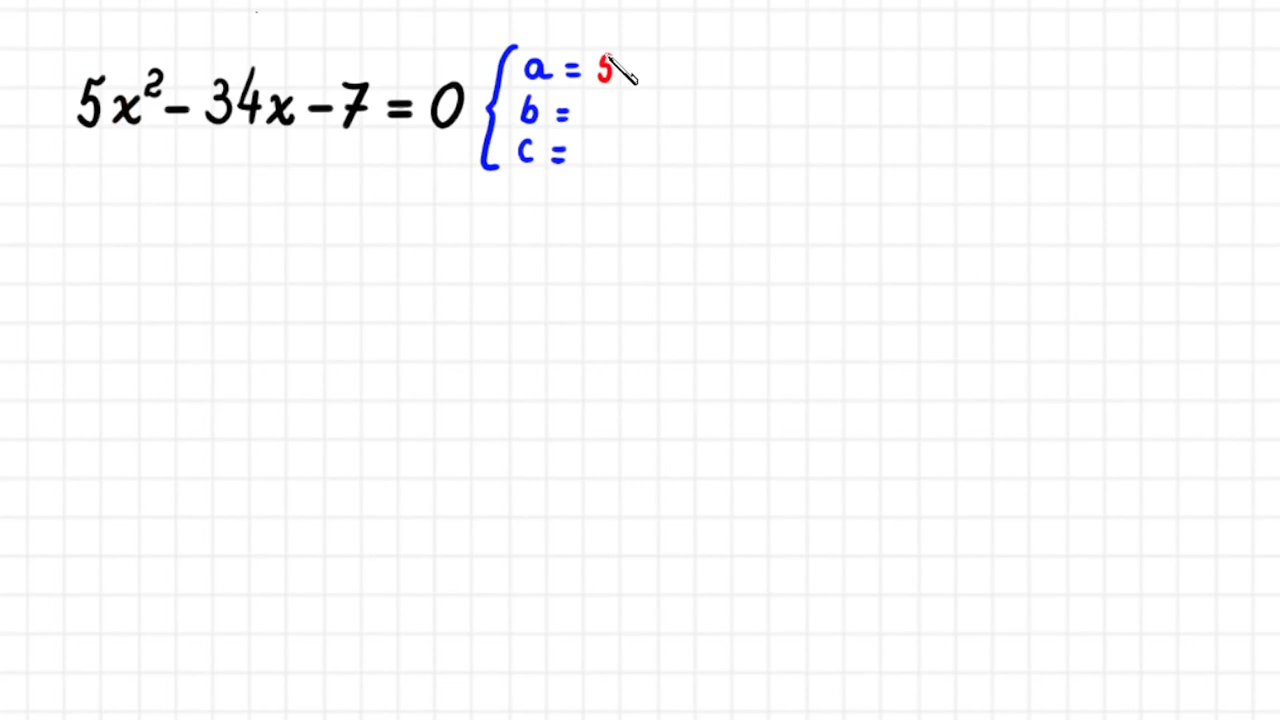 5x² - 34x - 7 = 0
a = 5
b =
c =